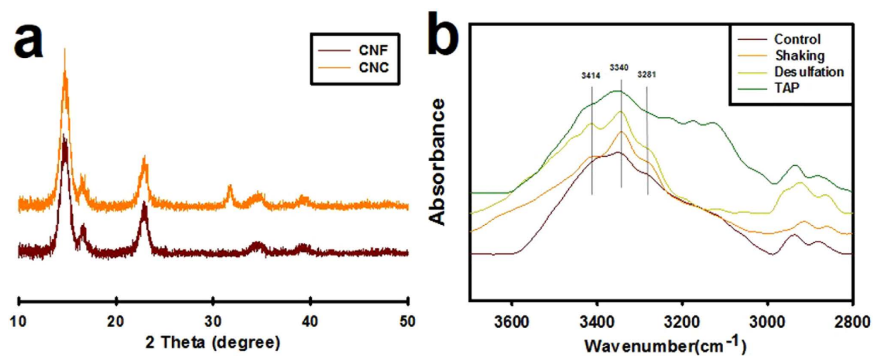 a
CNF
CNC
10 20 30 40 50
2 Theta (degree)
b
Control
Shaking
Desulfation
TAP
3414 3340 3281
Absorbance
3600 3400 3200 3000 2800
Wavenumber(cm-1)